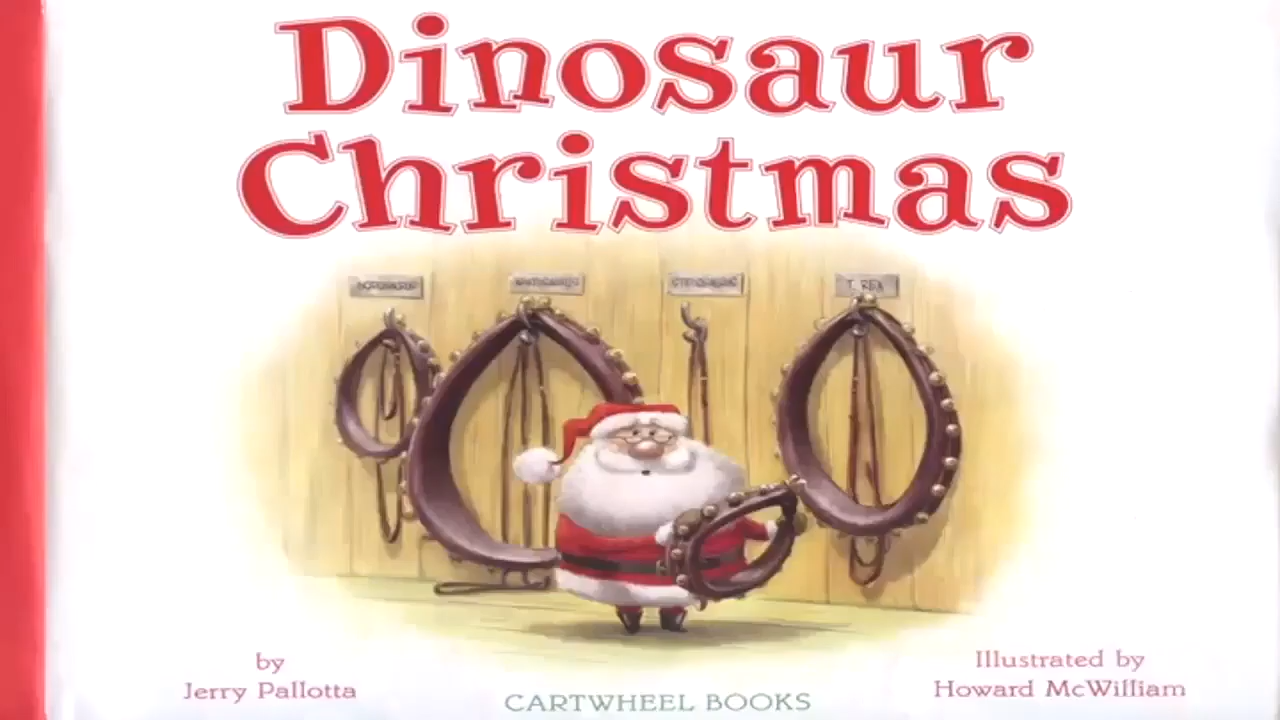 Dinosaur
Christmas
T. REX
by
Jerry Pallotta
Illustrated by
Howard McWilliam
CARTWHEEL BOOKS